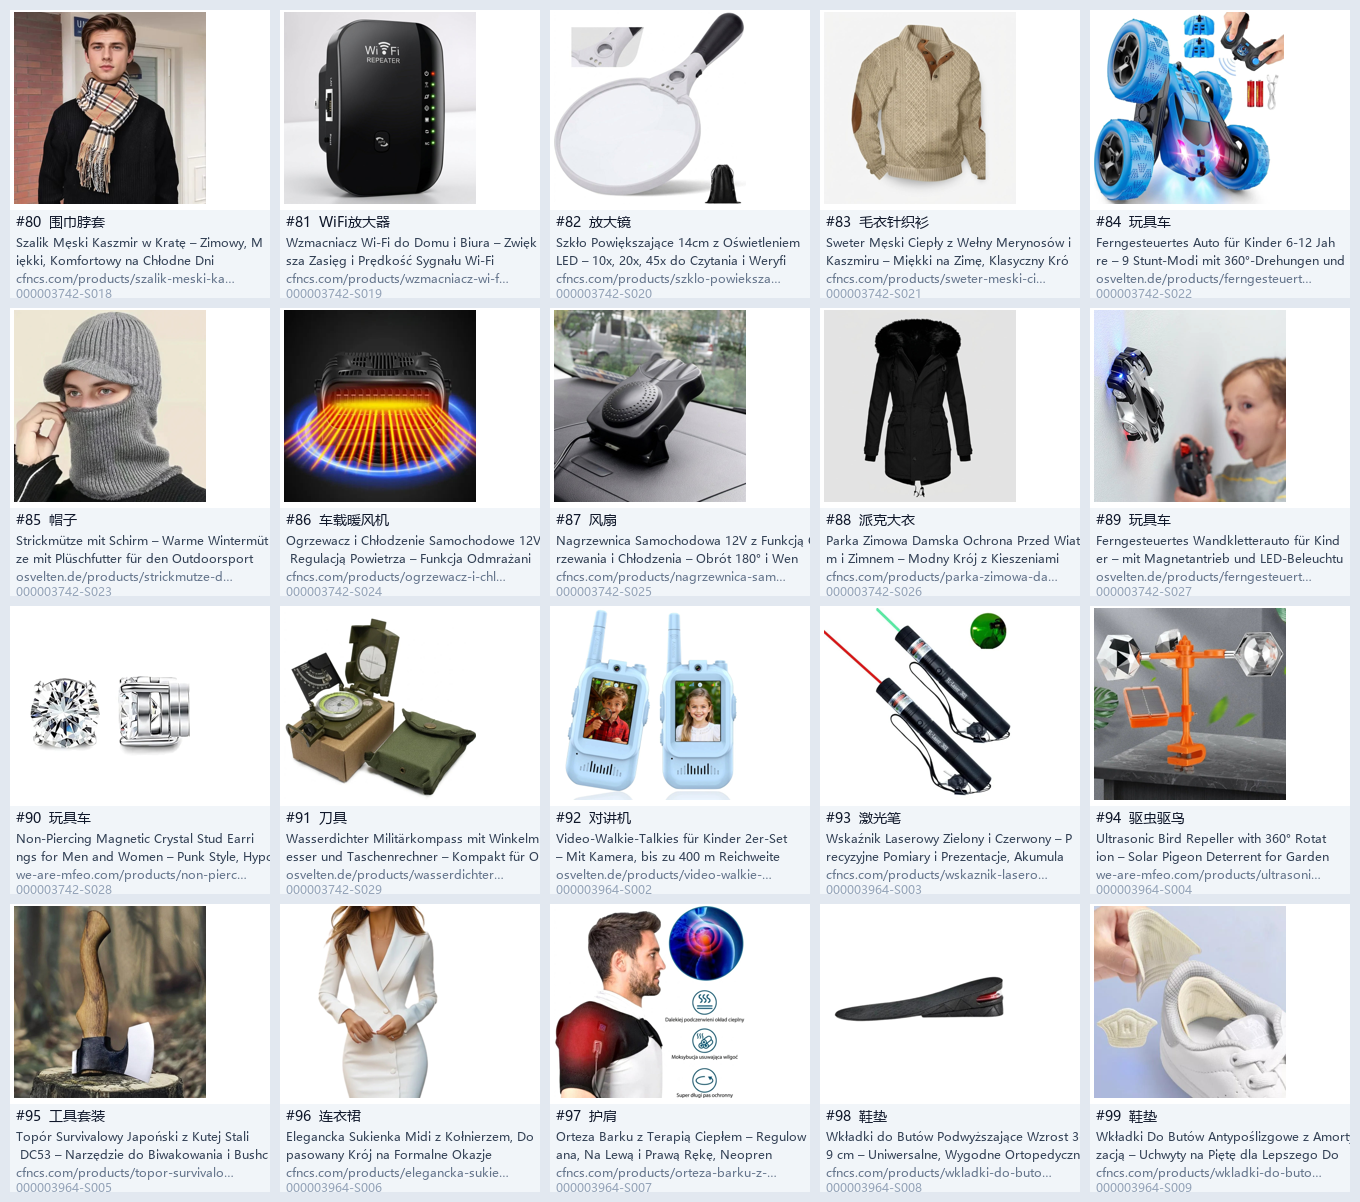 Wi Fi
REPEATER
#80 围巾脖套
Szalik Męski Kaszmir w Kratę – Zimowy, M
iękki, Komfortowy na Chłodne Dni
cfncs.com/products/szalik-meski-ka...
000003742-S018
#81 WiFi放大器
Wzmacniacz Wi-Fi do Domu i Biura – Zwięk
sza Zasięg i Prędkość Sygnału Wi-Fi
cfncs.com/products/wzmacniacz-wi-f...
000003742-S019
#82 放大镜
Szkło Powiększające 14cm z Oświetleniem
LED – 10x, 20x, 45x do Czytania i Weryfi
cfncs.com/products/szklo-powieksza...
000003742-S020
#83 毛衣针织衫
Sweter Męski Ciepły z Wełny Merynosów i
Kaszmiru – Miękki na Zimę, Klasyczny Kró
cfncs.com/products/sweter-meski-ci...
000003742-S021
#84 玩具车
Ferngesteuertes Auto für Kinder 6-12 Jah
re – 9 Stunt-Modi mit 360°-Drehungen und
osvelten.de/products/ferngesteuert...
000003742-S022
#85 帽子
Strickmütze mit Schirm – Warme Wintermüt
ze mit Plüschfutter für den Outdoorsport
osvelten.de/products/strickmutze-d...
000003742-S023
#86 车载暖风机
Ogrzewacz i Chłodzenie Samochodowe 12V
Regulacją Powietrza – Funkcja Odmrażani
cfncs.com/products/ogrzewacz-i-chl...
000003742-S024
#87 风扇
Nagrzewnica Samochodowa 12V z Funkcją
rzewania i Chłodzenia – Obrót 180° i Wen
cfncs.com/products/nagrzewnica-sam...
000003742-S025
#88 派克大衣
Parka Zimowa Damska Ochrona Przed Wiat
m i Zimnem – Modny Krój z Kieszeniami
cfncs.com/products/parka-zimowa-da...
000003742-S026
#89 玩具车
Ferngesteuertes Wandkletterauto für Kind
er – mit Magnetantrieb und LED-Beleuchtu
osvelten.de/products/ferngesteuert...
000003742-S027
#90 玩具车
Non-Piercing Magnetic Crystal Stud Earri
ngs for Men and Women – Punk Style, Hypo
we-are-mfeo.com/products/non-pierc...
000003742-S028
#91 刀具
Wasserdichter Militärkompass mit Winkelm
esser und Taschenrechner – Kompakt für O
osvelten.de/products/wasserdichter...
000003742-S029
#92 对讲机
Video-Walkie-Talkies für Kinder 2er-Set
– Mit Kamera, bis zu 400 m Reichweite
osvelten.de/products/video-walkie-...
000003964-S002
#93 激光笔
Wskaźnik Laserowy Zielony i Czerwony – P
recyzyjne Pomiary i Prezentacje, Akumula
cfncs.com/products/wskaznik-lasero...
000003964-S003
#94 驱虫驱鸟
Ultrasonic Bird Repeller with 360° Rotat
ion – Solar Pigeon Deterrent for Garden
we-are-mfeo.com/products/ultrasoni...
000003964-S004
Dalekiej podczerwieni okład cieplny
Moksybucja usuwająca wilgoć
Super długi pas ochronny
#95 工具套装
Topór Survivalowy Japoński z Kutej Stali
DC53 – Narzędzie do Biwakowania i Bushc
cfncs.com/products/topor-survivalo...
000003964-S005
#96 连衣裙
Elegancka Sukienka Midi z Kołnierzem, Do
pasowany Krój na Formalne Okazje
cfncs.com/products/elegancka-sukie...
000003964-S006
#97 护肩
Orteza Barku z Terapią Ciepłem – Regulow
ana, Na Lewą i Prawą Rękę, Neopren
cfncs.com/products/orteza-barku-z-...
000003964-S007
#98 鞋垫
Wkładki do Butów Podwyższające Wzrost 3
9 cm – Uniwersalne, Wygodne Ortopedyczn
cfncs.com/products/wkladki-do-buto...
000003964-S008
#99 鞋垫
Wkładki Do Butów Antypoślizgowe z Amort
zacją – Uchwyty na Piętę dla Lepszego Do
cfncs.com/products/wkladki-do-buto...
000003964-S009